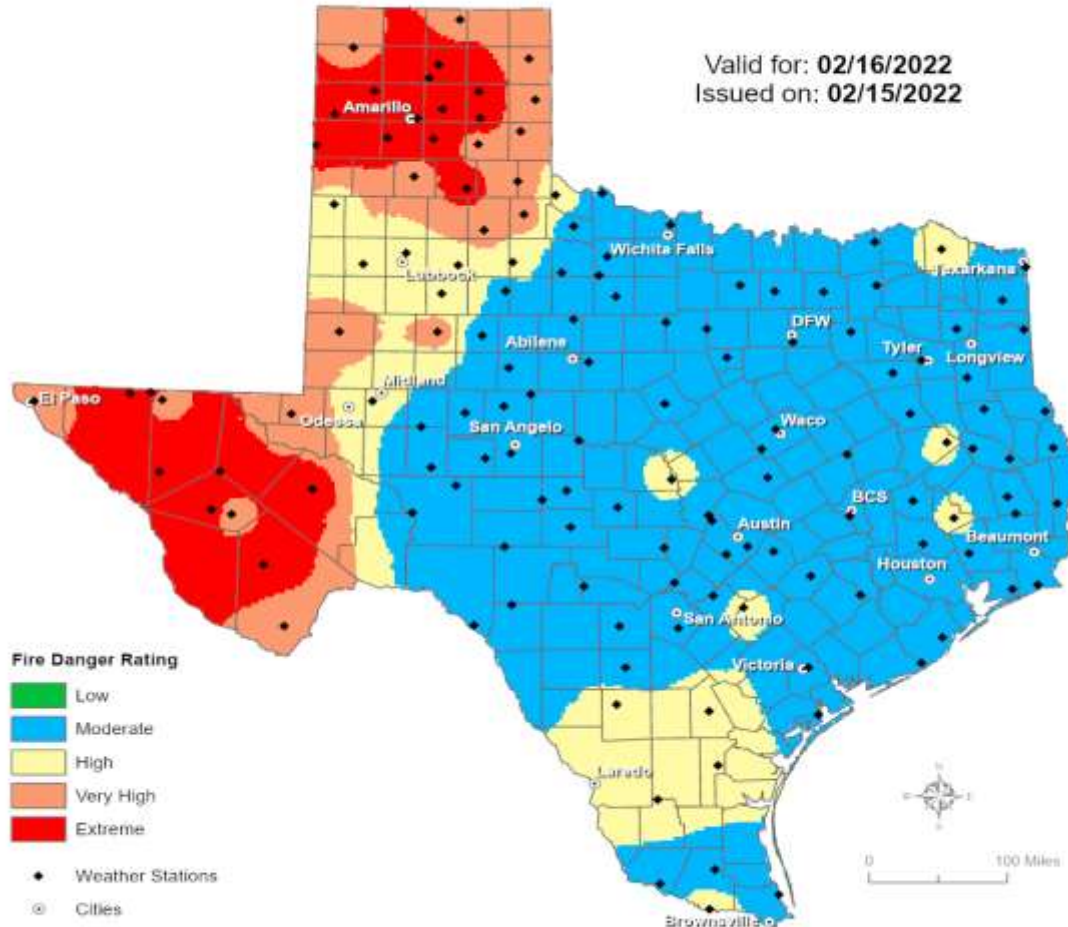 Valid for: 02/16/2022
Issued on: 02/15/2022
Amarillo
Wichita Falls
Lubbock
Texarkana
DFW
Abilene
Tyler
Longview
Midland
El Paso
Odessa
San Angelo
Waco
BCS
Austin
Beaumont
Houston
San Antonio
Victoria
Fire Danger Rating
Low
Moderate
High
Laredo
Very High
Extreme
0 100 Miles
Weather Stations
Cities
Brownsville